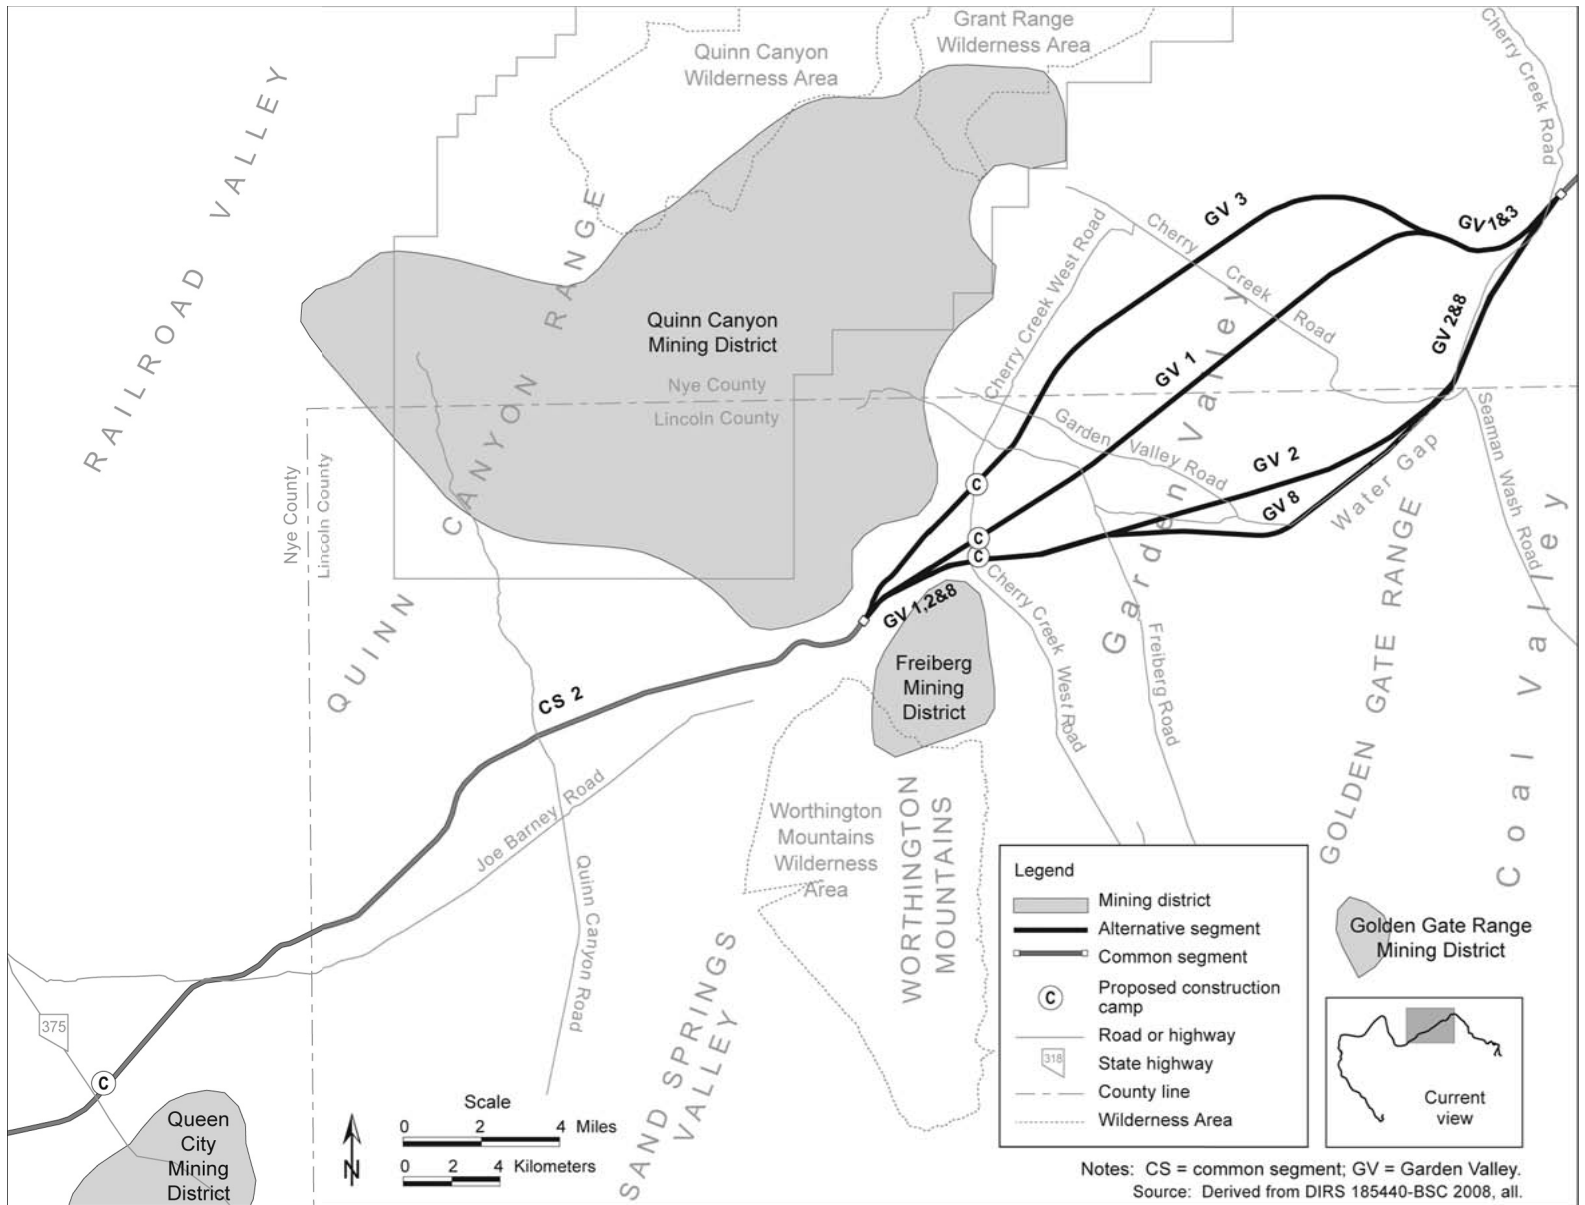 Grant Range
Wilderness Area
Quinn Canyon
Wilderness Area
Cherry Creek Road
RAILROAD VALLEY
QUINN CANYON RANGE
Quinn Canyon
Mining District
Nye County
Lincoln County
Nye County
Lincoln County
Cherry Creek West Road
Cherry Creek Road
GV 3
GV 1&3
GV 2&8
GV 1
Garden Valley Road
GV 2
GV 8
Water Gap
Seaman Wash Road
C
C
C
GV 1,2&8
Cherry Creek West Road
Freiberg Road
Garden Valley
GOLDEN GATE RANGE
Coal Valley
Freiberg
Mining
District
CS 2
Joe Barney Road
Quinn Canyon Road
Worthington
Mountains
Wilderness
Area
WORTHINGTON
MOUNTAINS
SAND SPRINGS
VALLEY
375
C
Queen
City
Mining
District
N
Scale
0 2 4 Miles
0 2 4 Kilometers
Legend
Mining district
Alternative segment
Common segment
C
Proposed construction
camp
Road or highway
318
State highway
County line
Wilderness Area
Golden Gate Range
Mining District
Current
view
Notes: CS = common segment; GV = Garden Valley.
Source: Derived from DIRS 185440-BSC 2008, all.